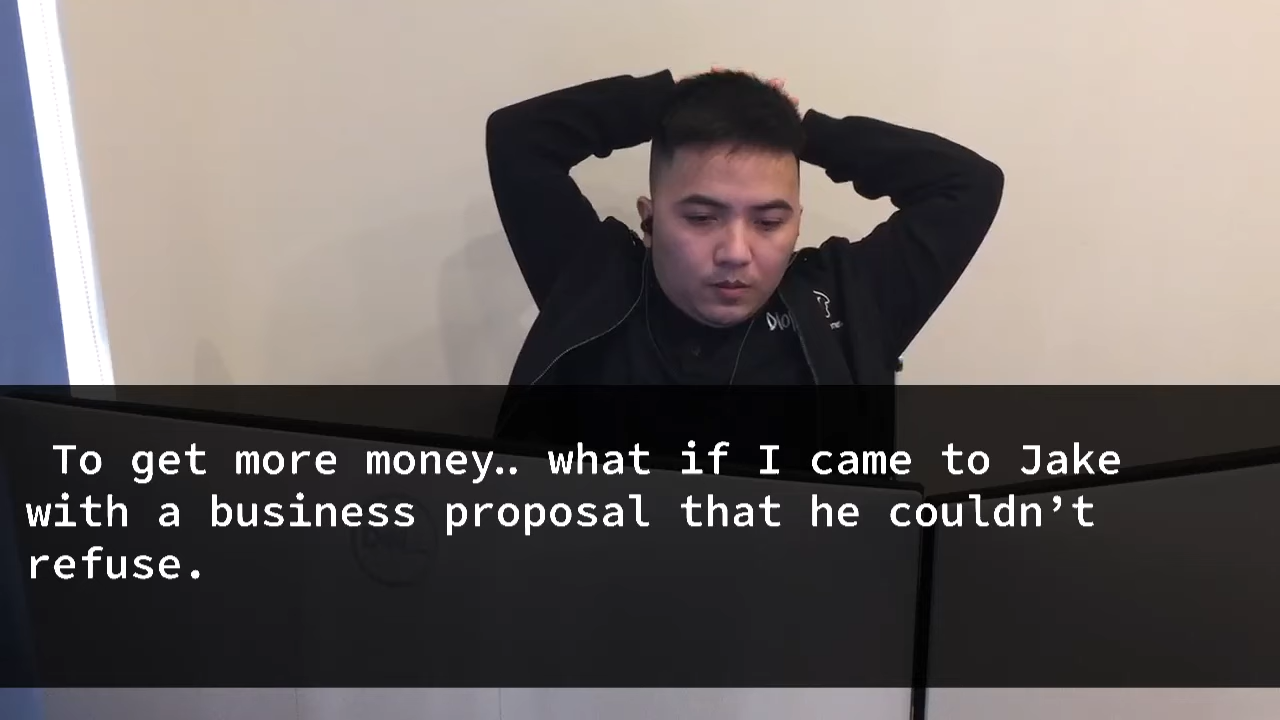 To get more money.. what if I came to Jake
with a business proposal that he couldn’t
refuse.